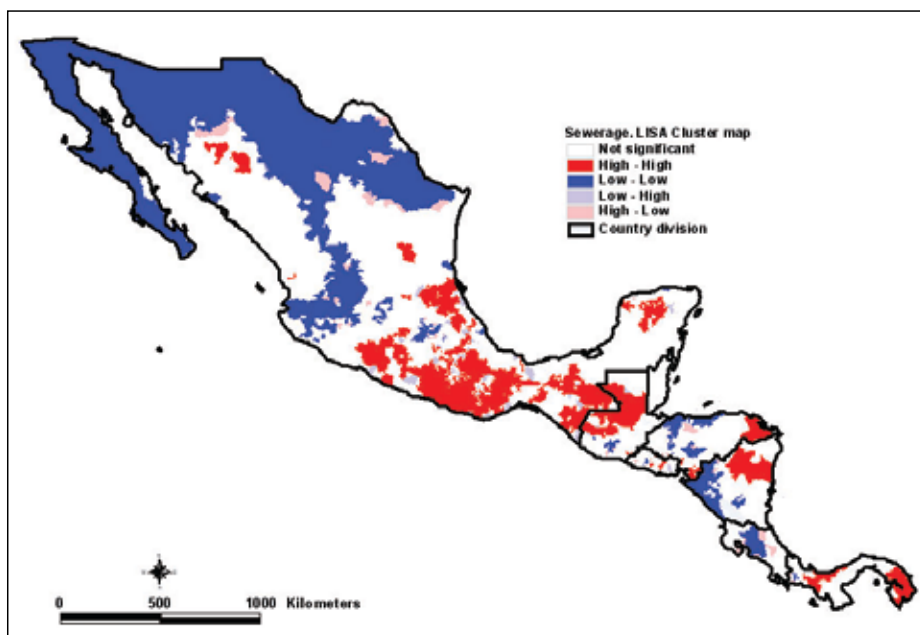 Sewerage. LISA Cluster map
Not significant
High - High
Low - Low
Low - High
High - Low
Country division
0 500 1000 Kilometers